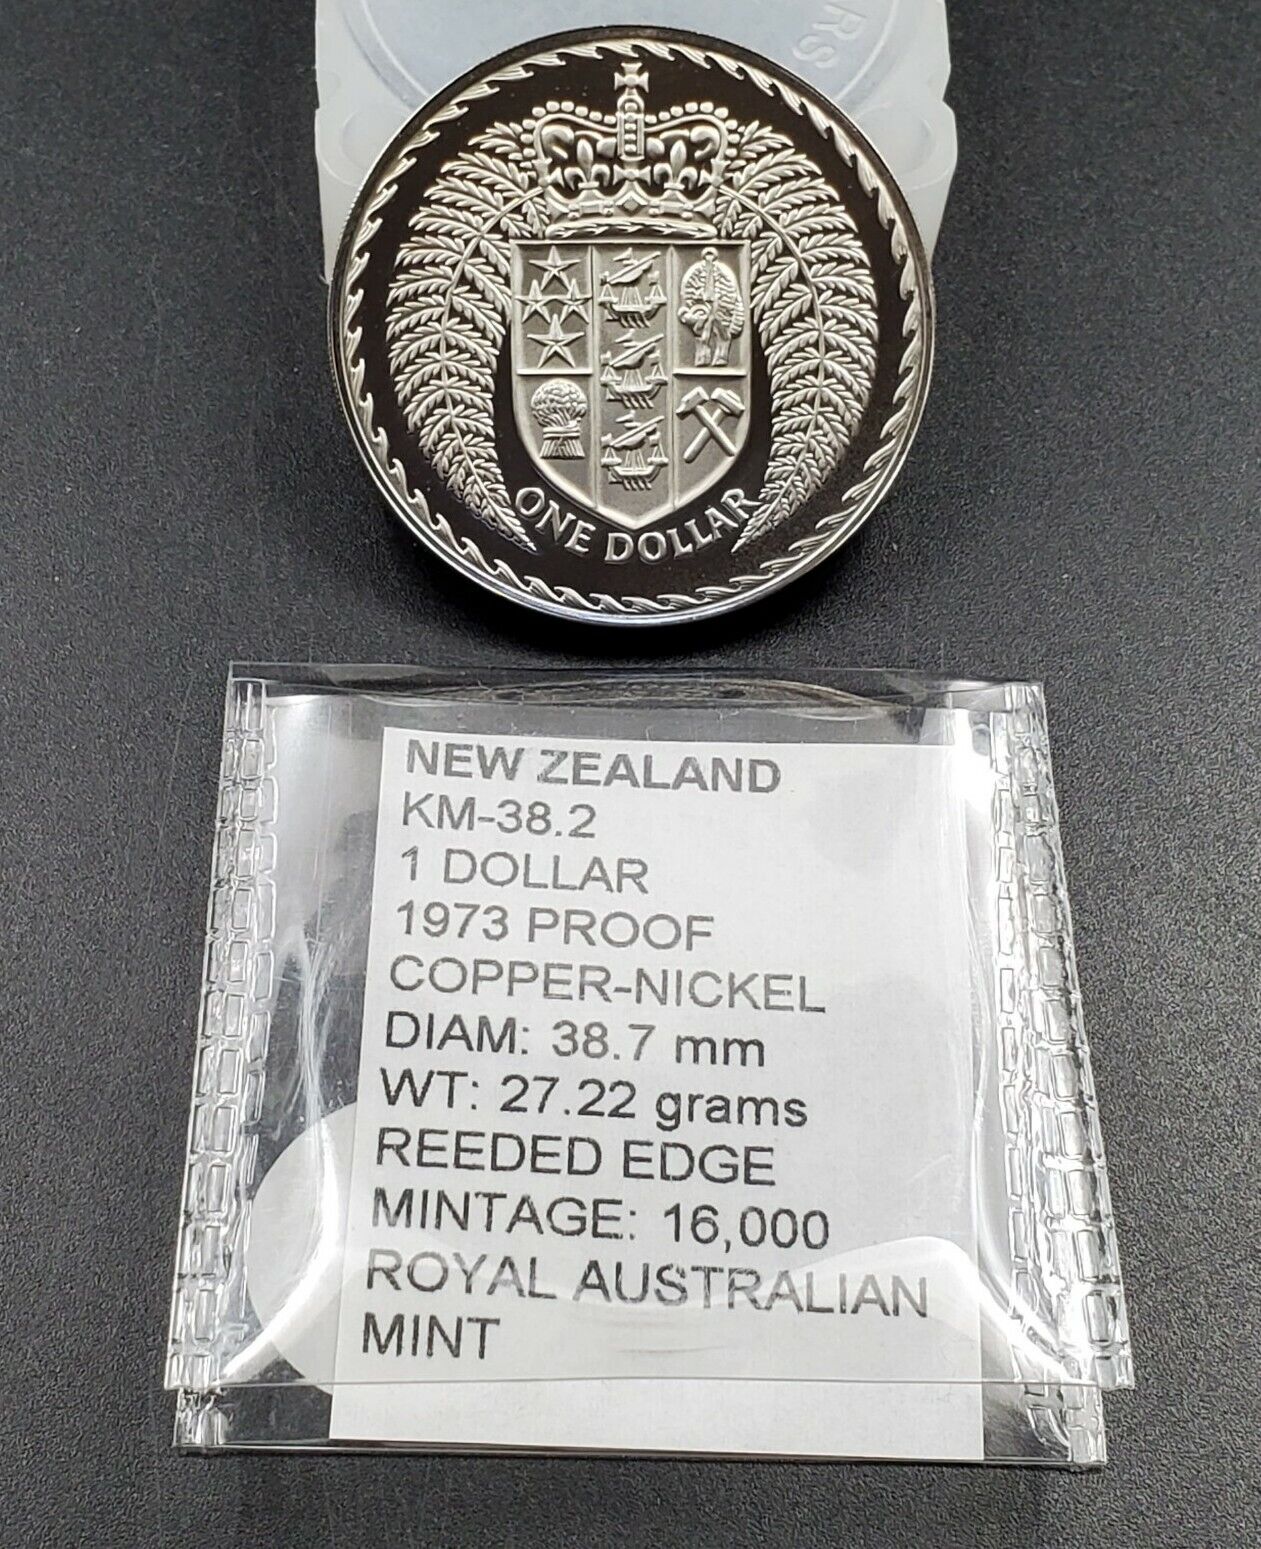 RS
ONE DOLLAR
NEW ZEALAND
KM-38.2
1 DOLLAR
1973 PROOF
COPPER-NICKEL
DIAM: 38.7 mm
WT: 27.22 grams
REEDED EDGE
MINTAGE: 16,000
ROYAL AUSTRALIAN
MINT